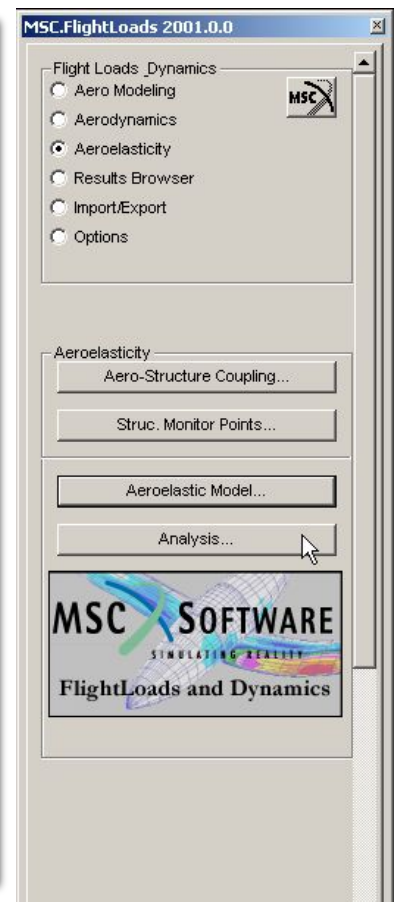 MSC.FlightLoads 2001.0.0
Flight Loads _Dynamics
Aero Modeling
MSC
Aerodynamics
Aeroelasticity
Results Browser
Import/Export
Options
Aeroelasticity
Aero-Structure Coupling...
Struc. Monitor Points...
Aeroelastic Model...
Analysis...
MSC SOFTWARE
SIMULATING REALITY
FlightLoads and Dynamics